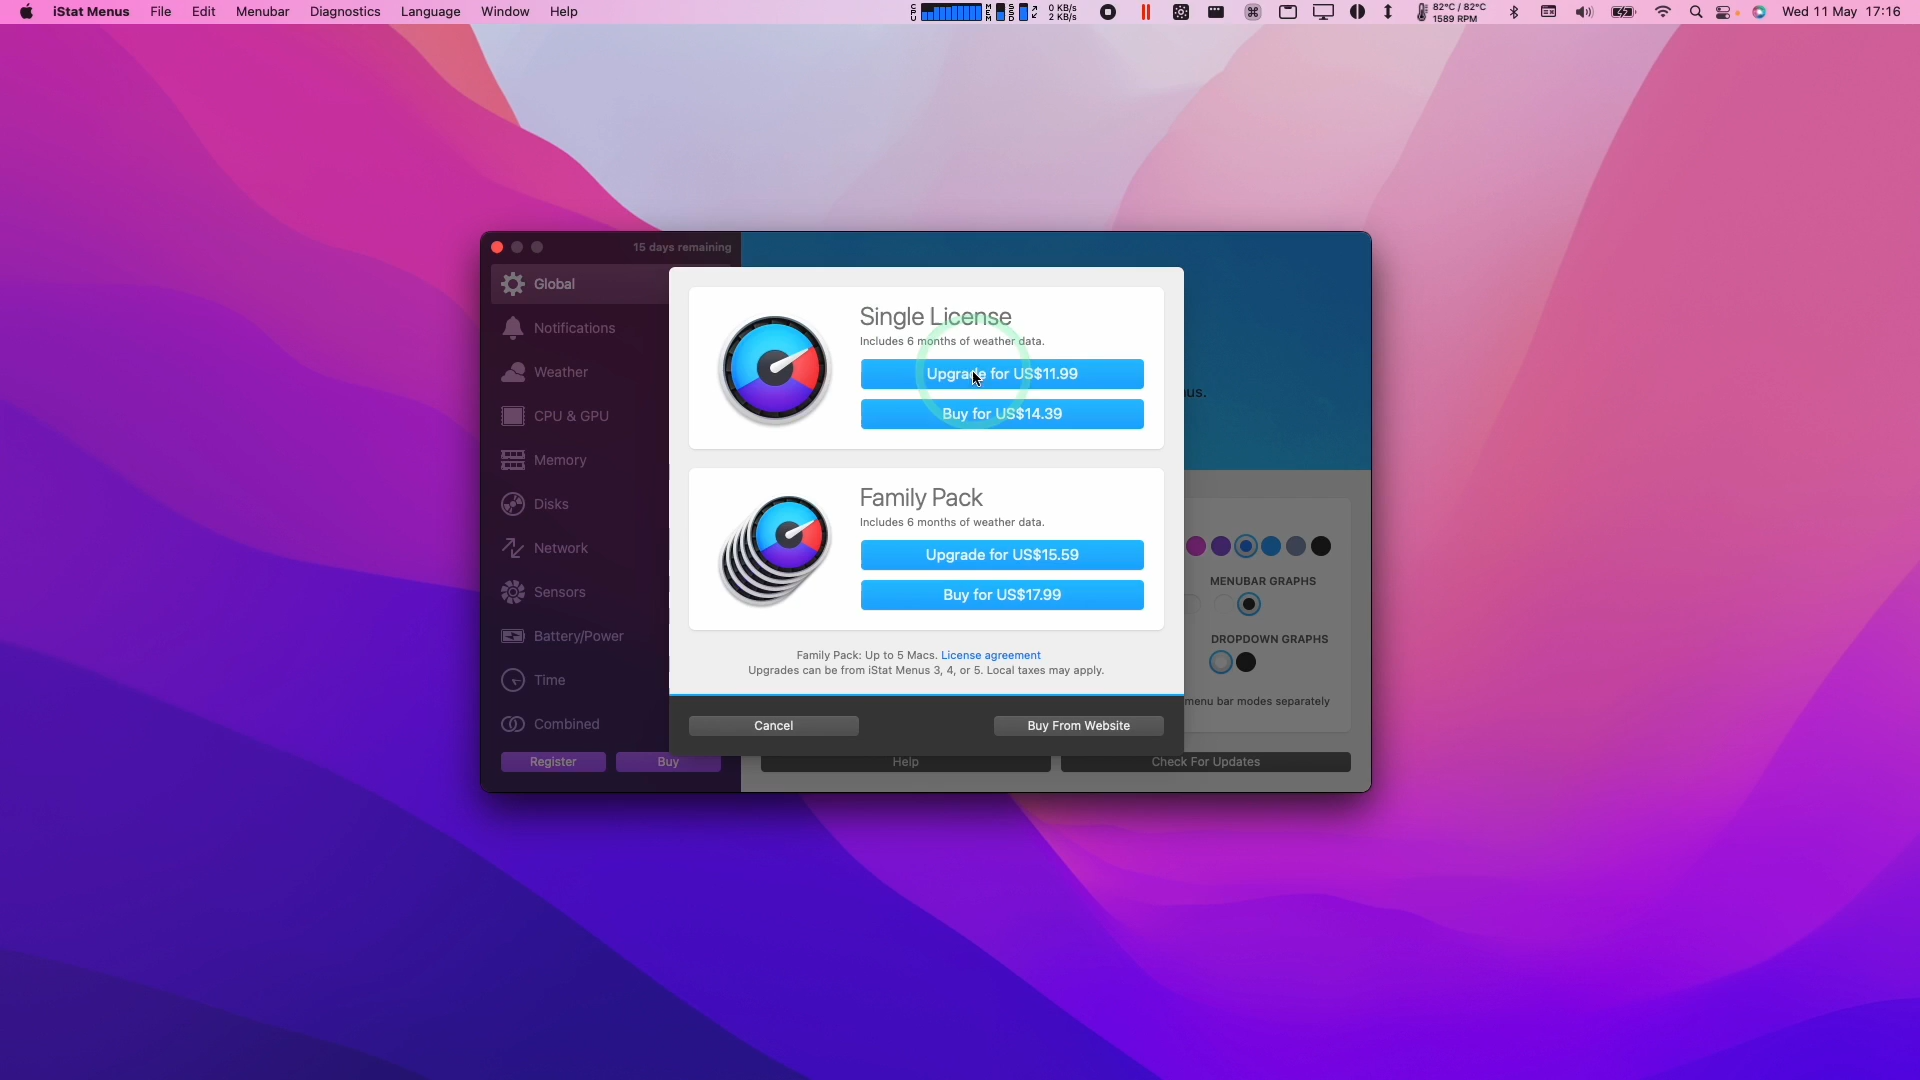 iStat Menus File Edit Menubar Diagnostics Language Window Help
CPU MEM SSD 0 KB/s
2 KB/s
82°C / 82°C
1589 RPM
Wed 11 May 17:16
15 days remaining
Global
Notifications
Weather
CPU & GPU
Memory
Disks
Network
Sensors
Battery/Power
Time
Combined
Register Buy
Single License
Includes 6 months of weather data.
Upgrade for US$11.99
Buy for US$14.39
Family Pack
Includes 6 months of weather data.
Upgrade for US$15.59
Buy for US$17.99
Family Pack: Up to 5 Macs. License agreement
Upgrades can be from iStat Menus 3, 4, or 5. Local taxes may apply.
Cancel Buy From Website
MENUBAR GRAPHS
DROPDOWN GRAPHS
menu bar modes separately
Help Check For Updates